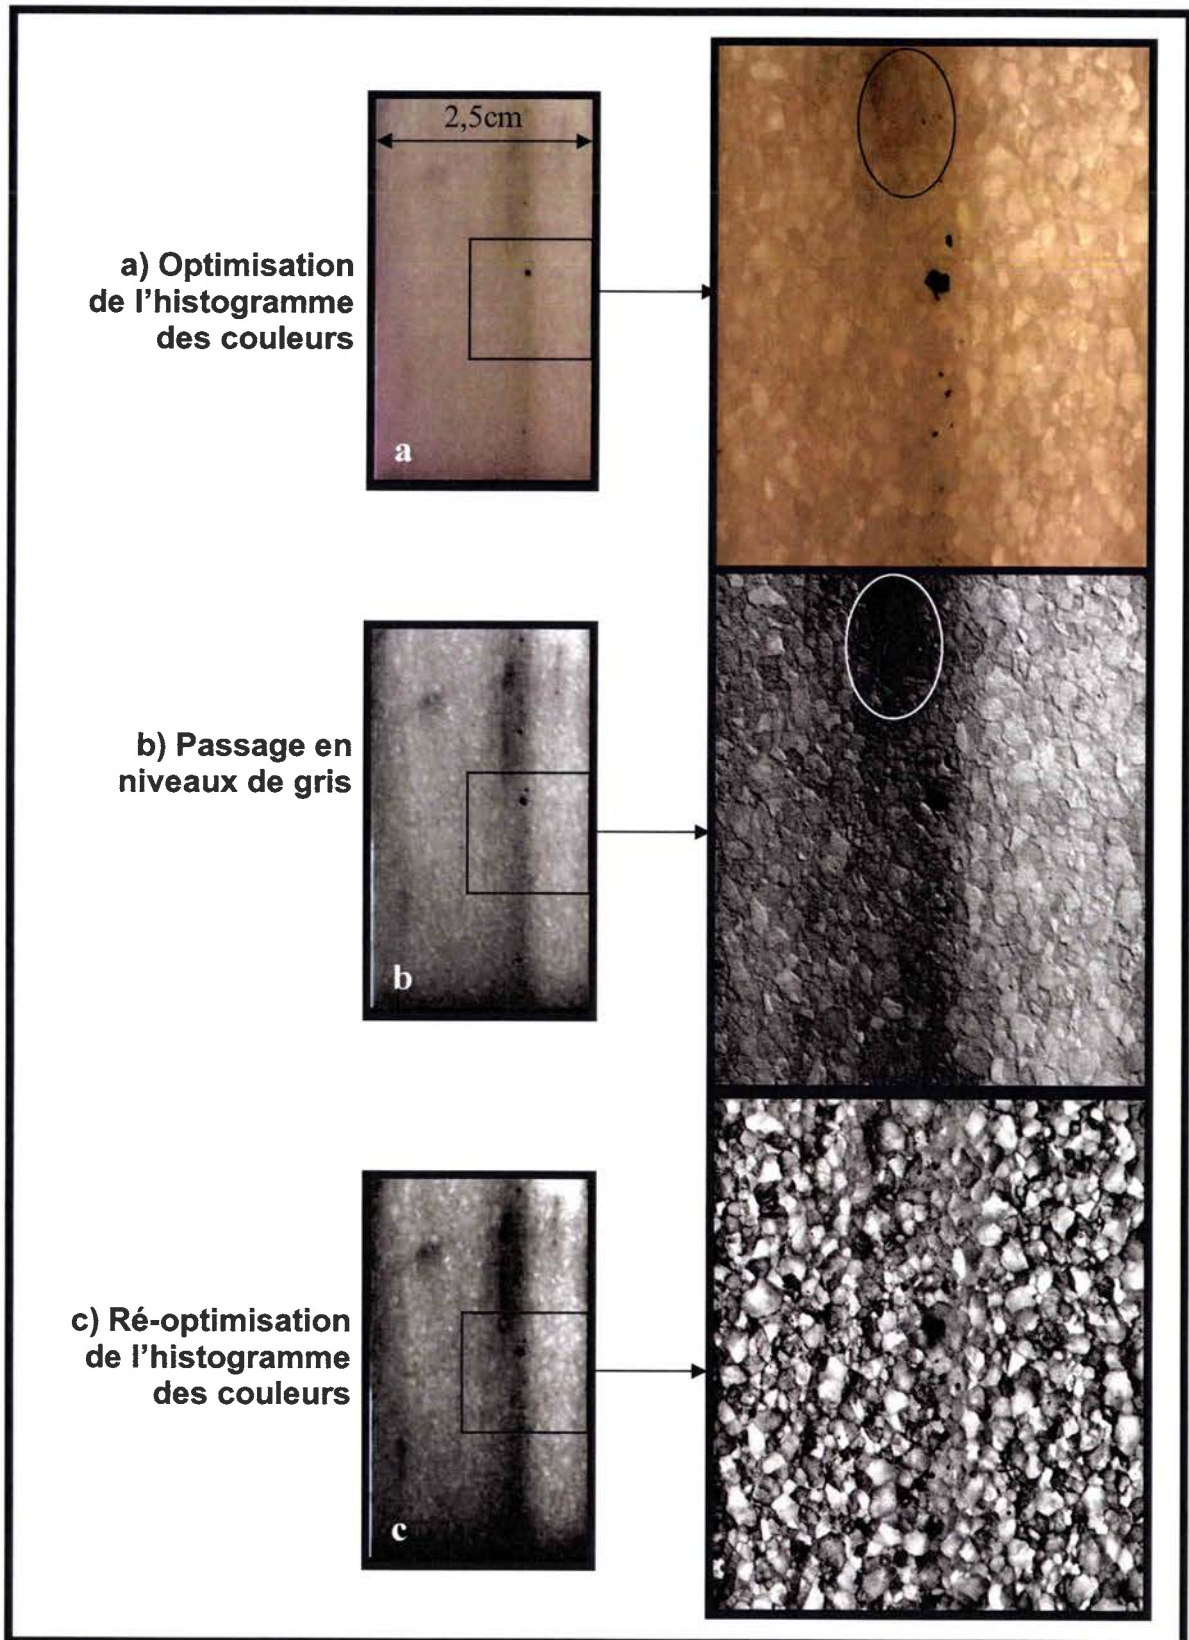 2,5cm
a) Optimisation
de l'histogramme
des couleurs
a
b) Passage en
niveaux de gris
b
c) Ré-optimisation
de l'histogramme
des couleurs
c